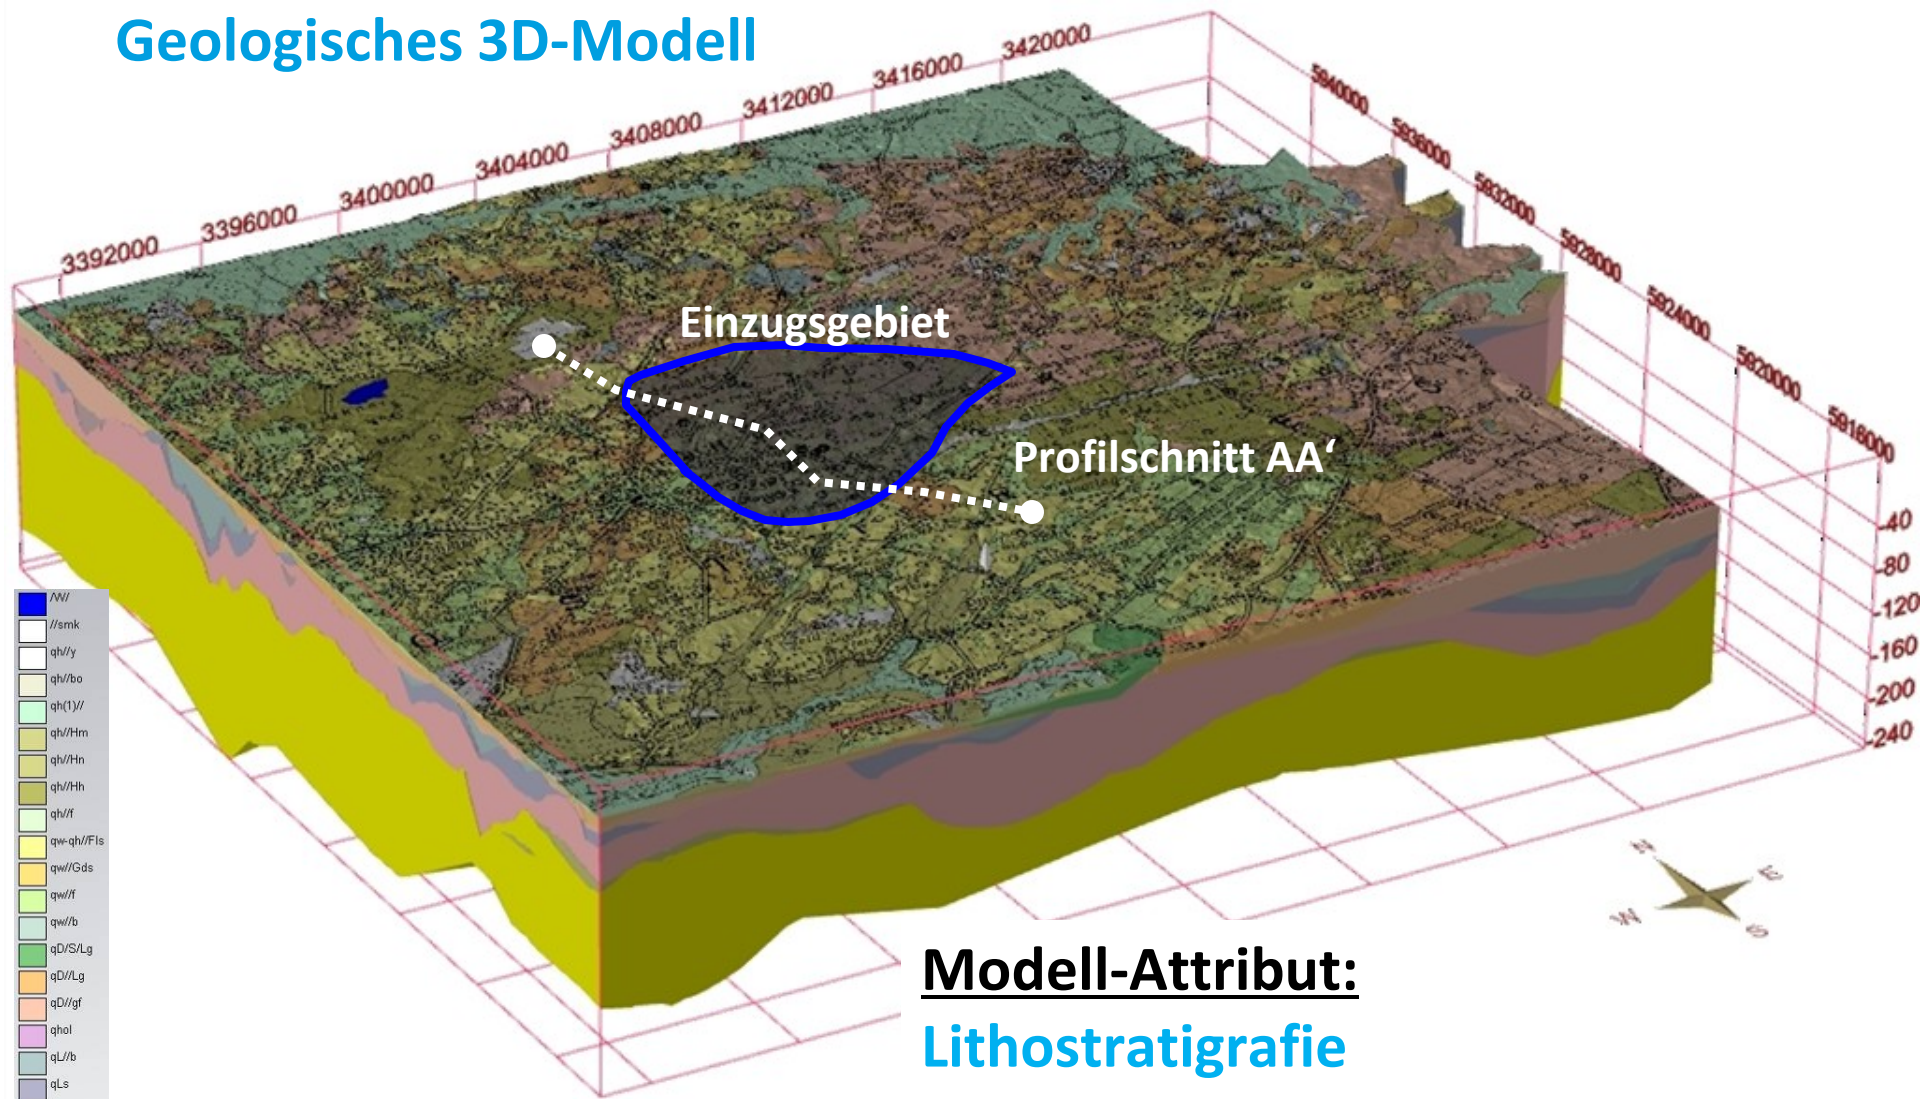 Geologisches 3D-Modell
3392000
3396000
3400000
3404000
3408000
3412000
3416000
3420000
5940000
5936000
5932000
5928000
5924000
5920000
5916000
Einzugsgebiet
Profilschnitt AA‘
0
-40
-80
-120
-160
-200
-240
/W/
//smk
qh//y
qh//bo
qh(1)//
qh//Hm
qh//Hn
qh//Hh
qh//f
qw-qh//Fls
qw//Gds
qw//f
qw//b
qD/S/Lg
qD//Lg
qD//gf
qhol
qL//b
qLs
N
E
W
S
Modell-Attribut:
Lithostratigrafie